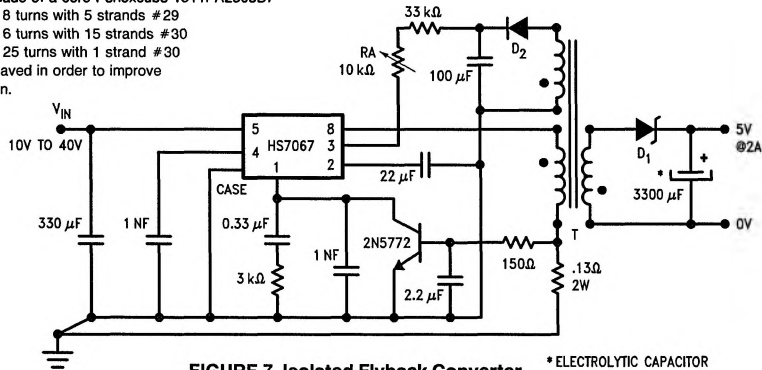 8 turns with 5 strands #29
6 turns with 15 strands #30
25 turns with 1 strand #30
aved in order to improve
n.
33 kΩ
D2
RA
10 kΩ
100 μF
VIN
10V TO 40V
HS7067
5
4
1
8
3
2
CASE
22 μF
5V
@2A
D1
*
+
3300 μF
0V
T
330 μF
1 NF
0.33 μF
3 kΩ
1 NF
2N5772
2.2 μF
150Ω
.13Ω
2W
FIGURE 7. Isolated Flyback Converter
* ELECTROLYTIC CAPACITOR